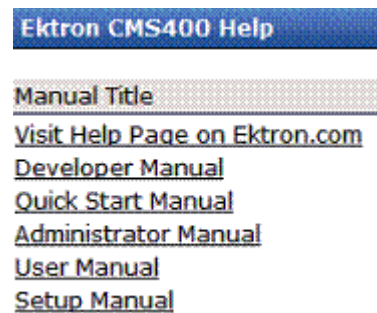 Ektron CMS400 Help
Manual Title
Visit Help Page on Ektron.com
Developer Manual
Quick Start Manual
Administrator Manual
User Manual
Setup Manual